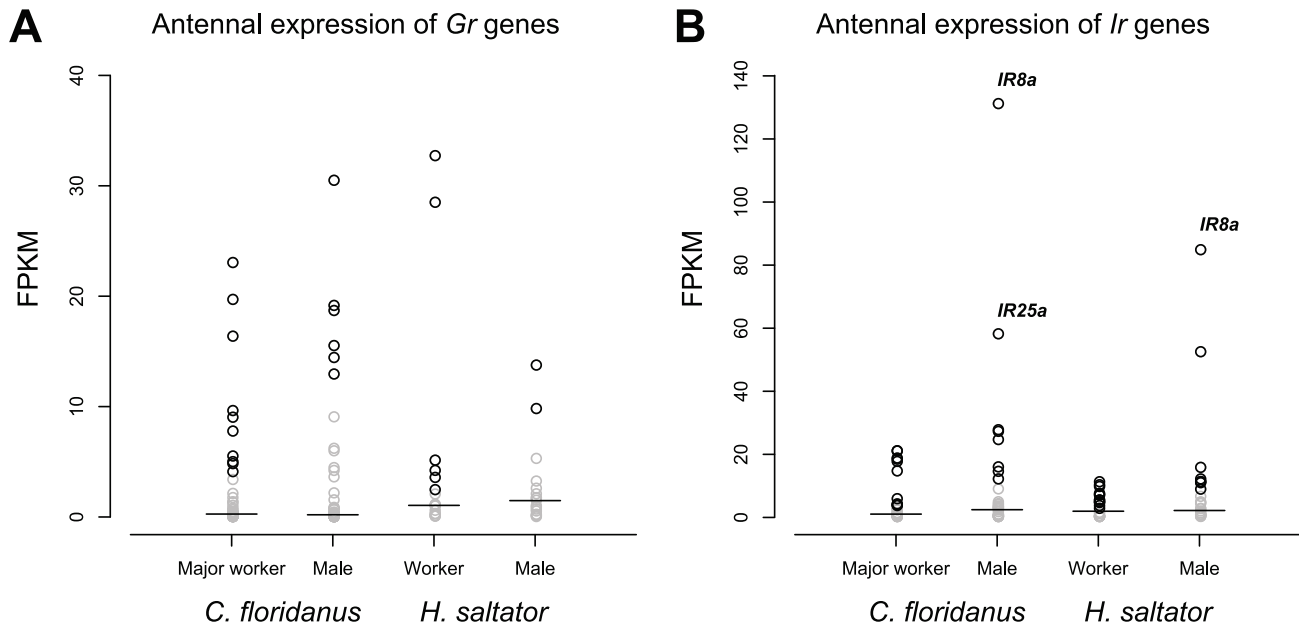 A
Antennal expression of Gr genes
FPKM
40
30
20
10
0
Major worker Male Worker Male
C. floridanus H. saltator
B
Antennal expression of Ir genes
FPKM
140
120
100
80
60
40
20
0
IR8a
IR25a
IR8a
Major worker Male Worker Male
C. floridanus H. saltator